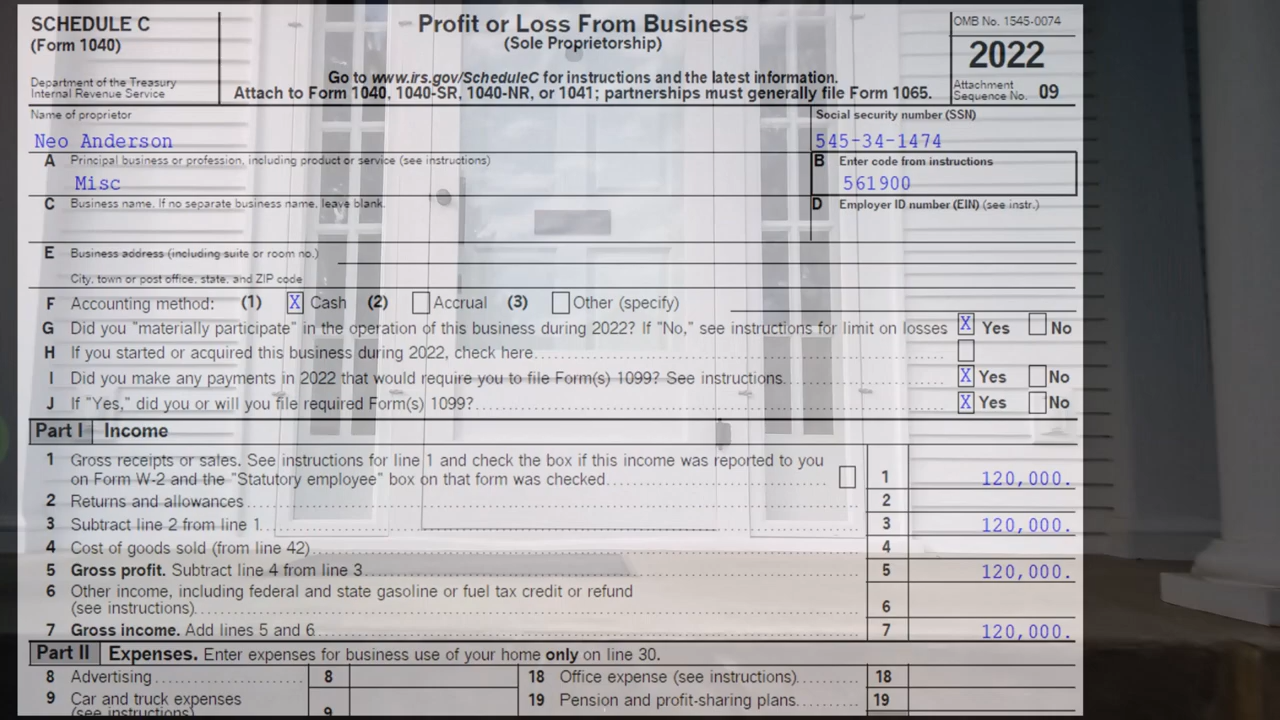 SCHEDULE C
(Form 1040)
Department of the Treasury
Internal Revenue Service
Profit or Loss From Business
(Sole Proprietorship)
Go to www.irs.gov/ScheduleC for instructions and the latest information.
Attach to Form 1040, 1040-SR, 1040-NR, or 1041; partnerships must generally file Form 1065.
OMB No. 1545-0074
2022
Attachment
Sequence No. 09
Name of proprietor
Neo Anderson
Social security number (SSN)
545-34-1474
A Principal business or profession, including product or service (see instructions)
Misc
B Enter code from instructions
561900
C Business name. If no separate business name, leave blank.
D Employer ID number (EIN) (see instr.)
E Business address (including suite or room no.)
City, town or post office, state, and ZIP code
F Accounting method: (1) X Cash (2) Accrual (3) Other (specify)
G Did you "materially participate" in the operation of this business during 2022? If "No," see instructions for limit on losses X Yes No
H If you started or acquired this business during 2022, check here
I Did you make any payments in 2022 that would require you to file Form(s) 1099? See instructions. X Yes No
J If "Yes," did you or will you file required Form(s) 1099? X Yes No
Part I Income
1 Gross receipts or sales. See instructions for line 1 and check the box if this income was reported to you
on Form W-2 and the "Statutory employee" box on that form was checked 1 120,000.
2 Returns and allowances 2
3 Subtract line 2 from line 1 3 120,000.
4 Cost of goods sold (from line 42) 4
5 Gross profit. Subtract line 4 from line 3 5 120,000.
6 Other income, including federal and state gasoline or fuel tax credit or refund
(see instructions) 6
7 Gross income. Add lines 5 and 6 7 120,000.
Part II Expenses. Enter expenses for business use of your home only on line 30.
8 Advertising 8 18 Office expense (see instructions) 18
9 Car and truck expenses 19 Pension and profit-sharing plans 19
(see instructions) 9